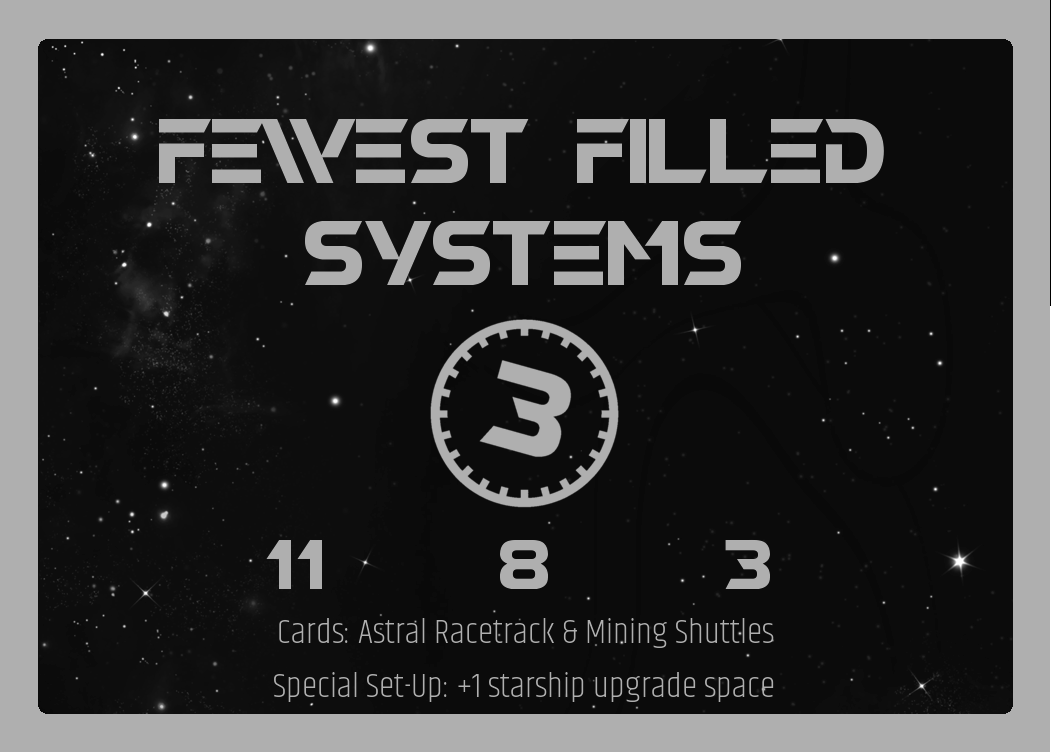 FEWEST FILLED
SYSTEMS
3
11 8 3
Cards: Astral Racetrack & Mining Shuttles
Special Set-Up: +1 starship upgrade space